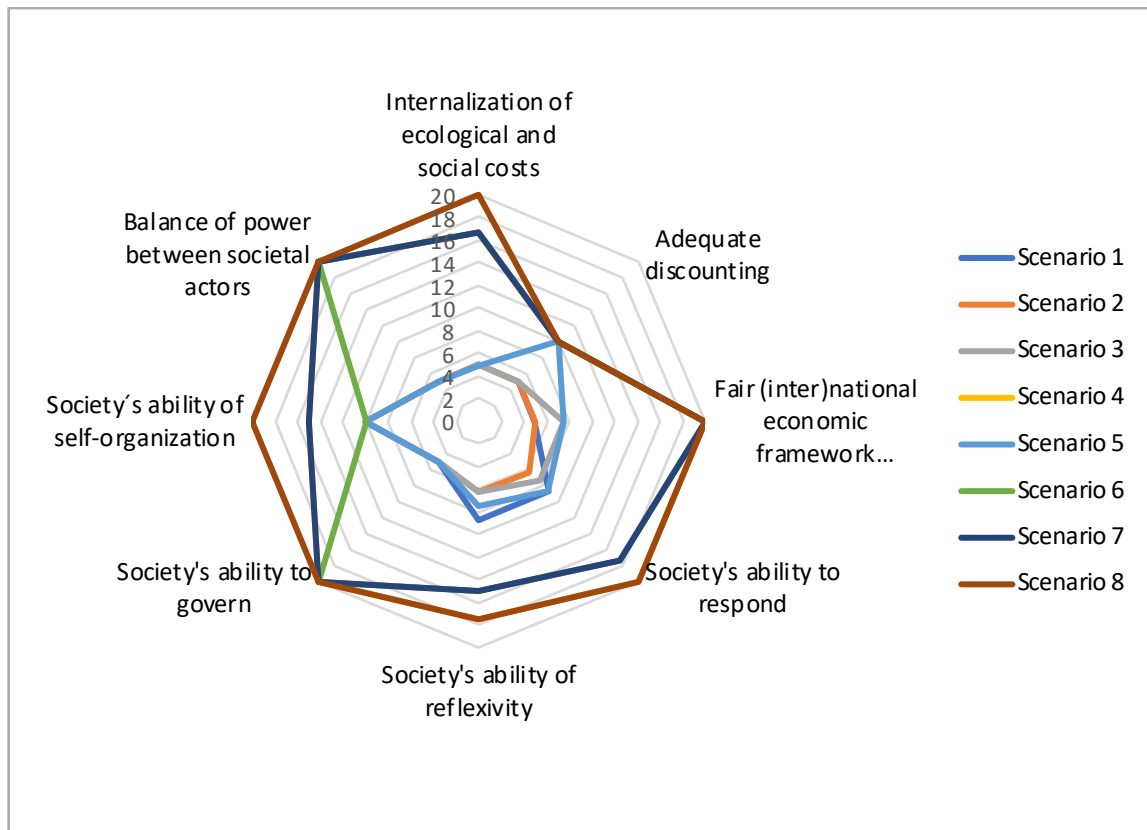 Internalization of
ecological and
social costs
Adequate
discounting
Fair (inter)national
economic
framework...
Society's ability to
respond
Society's ability of
reflexivity
Society's ability to
govern
Society´s ability of
self-organization
Balance of power
between societal
actors
20
18
16
14
12
10
8
6
4
2
0
Scenario 1
Scenario 2
Scenario 3
Scenario 4
Scenario 5
Scenario 6
Scenario 7
Scenario 8